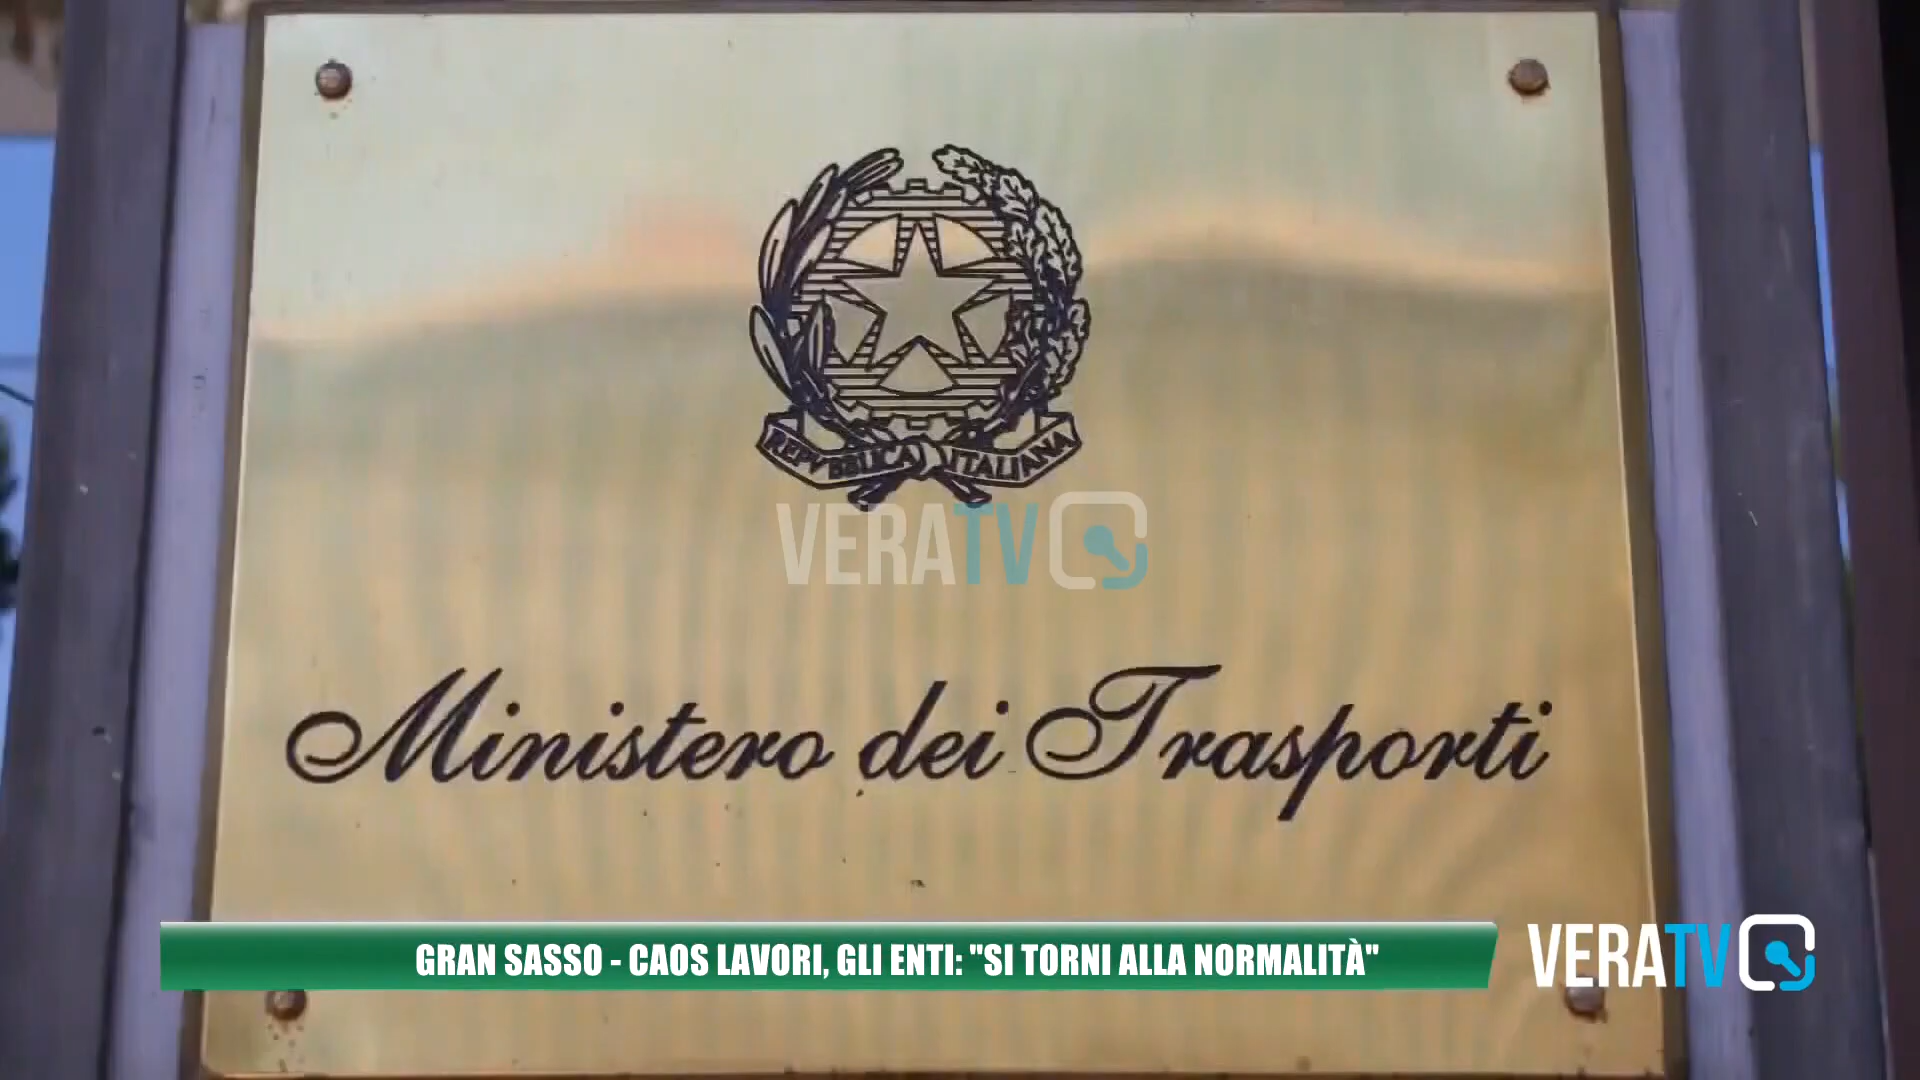 REPVBBLICA ITALIANA
VERATV
Ministero dei Trasporti
GRAN SASSO - CAOS LAVORI, GLI ENTI: "SI TORNI ALLA NORMALITÀ"
VERATV